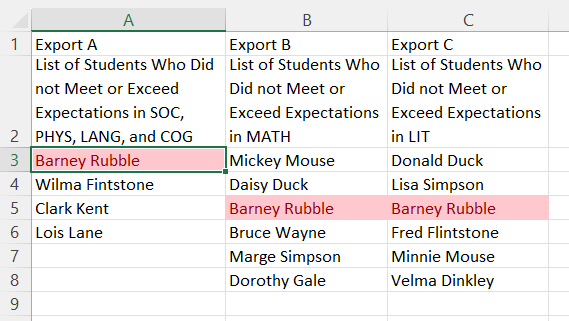 A B C
1 Export A Export B Export C
List of Students Who Did List of Students Who List of Students Who
not Meet or Exceed Did not Meet or Did not Meet or
Expectations in SOC, Exceed Expectations Exceed Expectations
2 PHYS, LANG, and COG in MATH in LIT
3 Barney Rubble Mickey Mouse Donald Duck
4 Wilma Fintstone Daisy Duck Lisa Simpson
5 Clark Kent Barney Rubble Barney Rubble
6 Lois Lane Bruce Wayne Fred Flintstone
7 Marge Simpson Minnie Mouse
8 Dorothy Gale Velma Dinkley
9